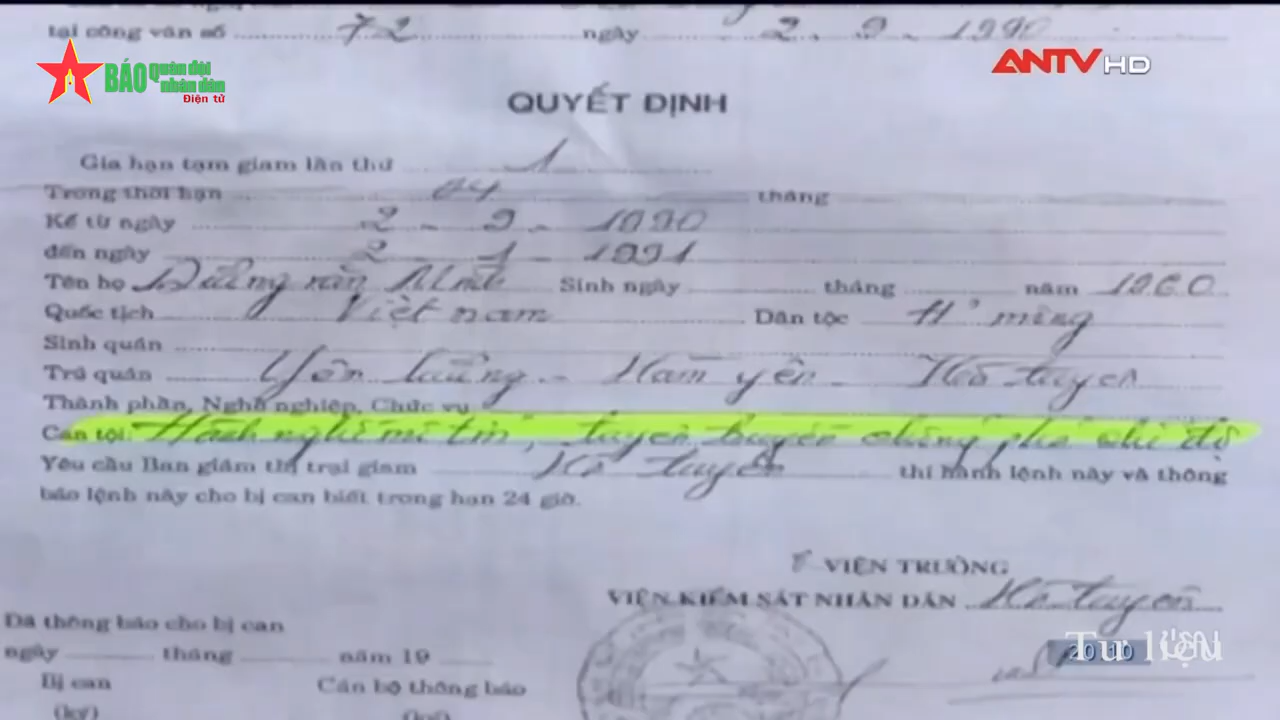 tại công văn số 72 ngày 2 . 9 . 1990
BÁO quân đội nhân dân Điện tử
ANTV HD
QUYẾT ĐỊNH
Gia hạn tạm giam lần thứ 1
Trong thời hạn 04 tháng
Kể từ ngày 2 - 9 - 1990
đến ngày 2 - 1 - 1991
Tên họ Dương văn Minh Sinh ngày tháng năm 1960
Quốc tịch Việt nam Dân tộc H' mông
Sinh quán
Trú quán Yên - Hàm yên - Hà tuyên
Thành phần, Nghề nghiệp, Chức vụ
Can tội: Hành nghề mê tín, tuyên truyền chống phá chế độ
Yêu cầu Ban giám thị trại giam Hà tuyên thi hành lệnh này và thông
báo lệnh này cho bị can biết trong hạn 24 giờ.
VIỆN TRƯỞNG
VIỆN KIỂM SÁT NHÂN DÂN Hà tuyên
Đã thông báo cho bị can
ngày tháng năm 19
Bị can Cán bộ thông báo
(ký) (ký)
Tư liệu
20:10